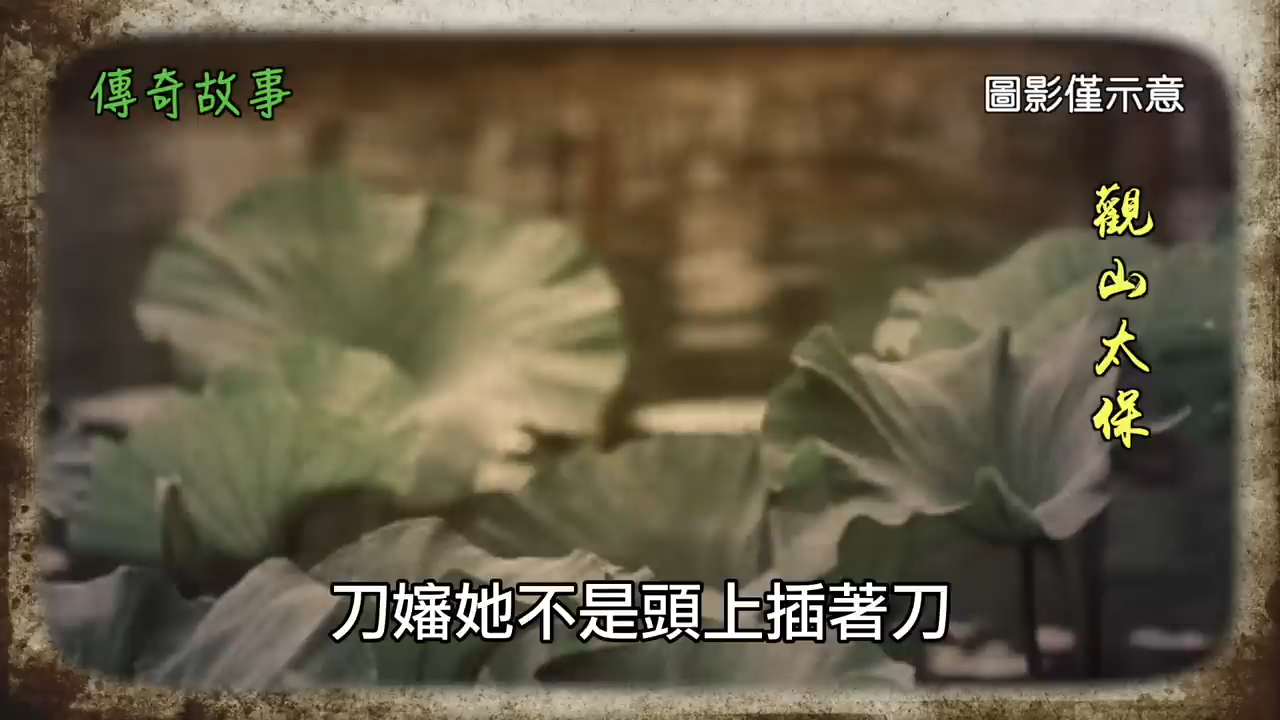 傳奇故事
圖影僅示意
觀山太保
刀嬸她不是頭上插著刀